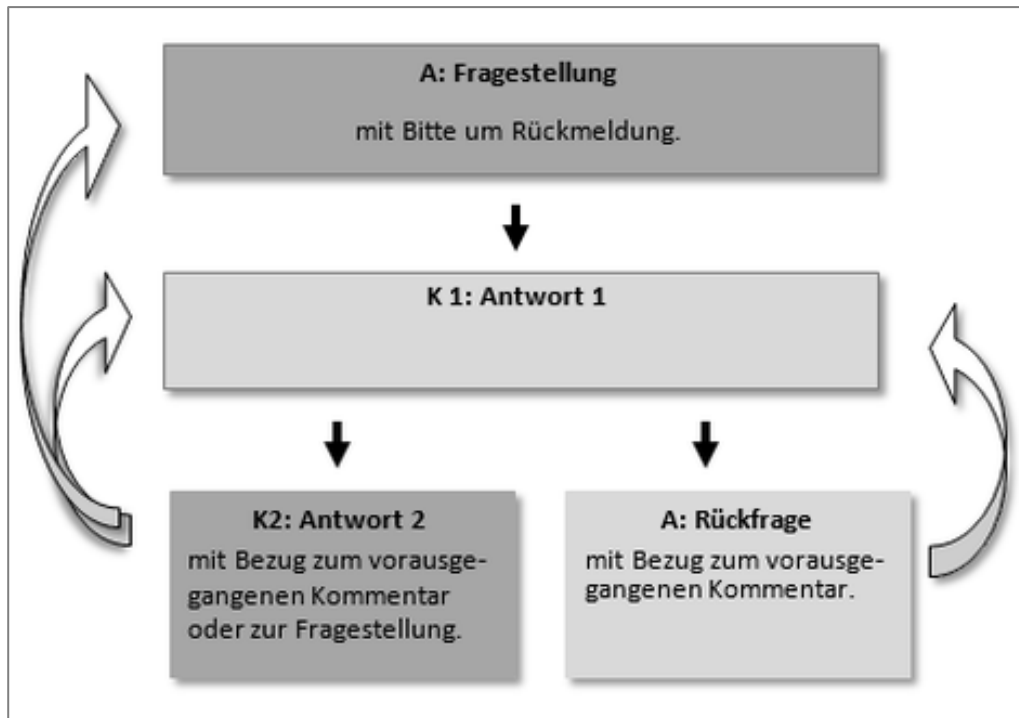 A: Fragestellung
mit Bitte um Rückmeldung.
K 1: Antwort 1
K2: Antwort 2
mit Bezug zum vorausge-
gangenen Kommentar
oder zur Fragestellung.
A: Rückfrage
mit Bezug zum vorausge-
gangenen Kommentar.